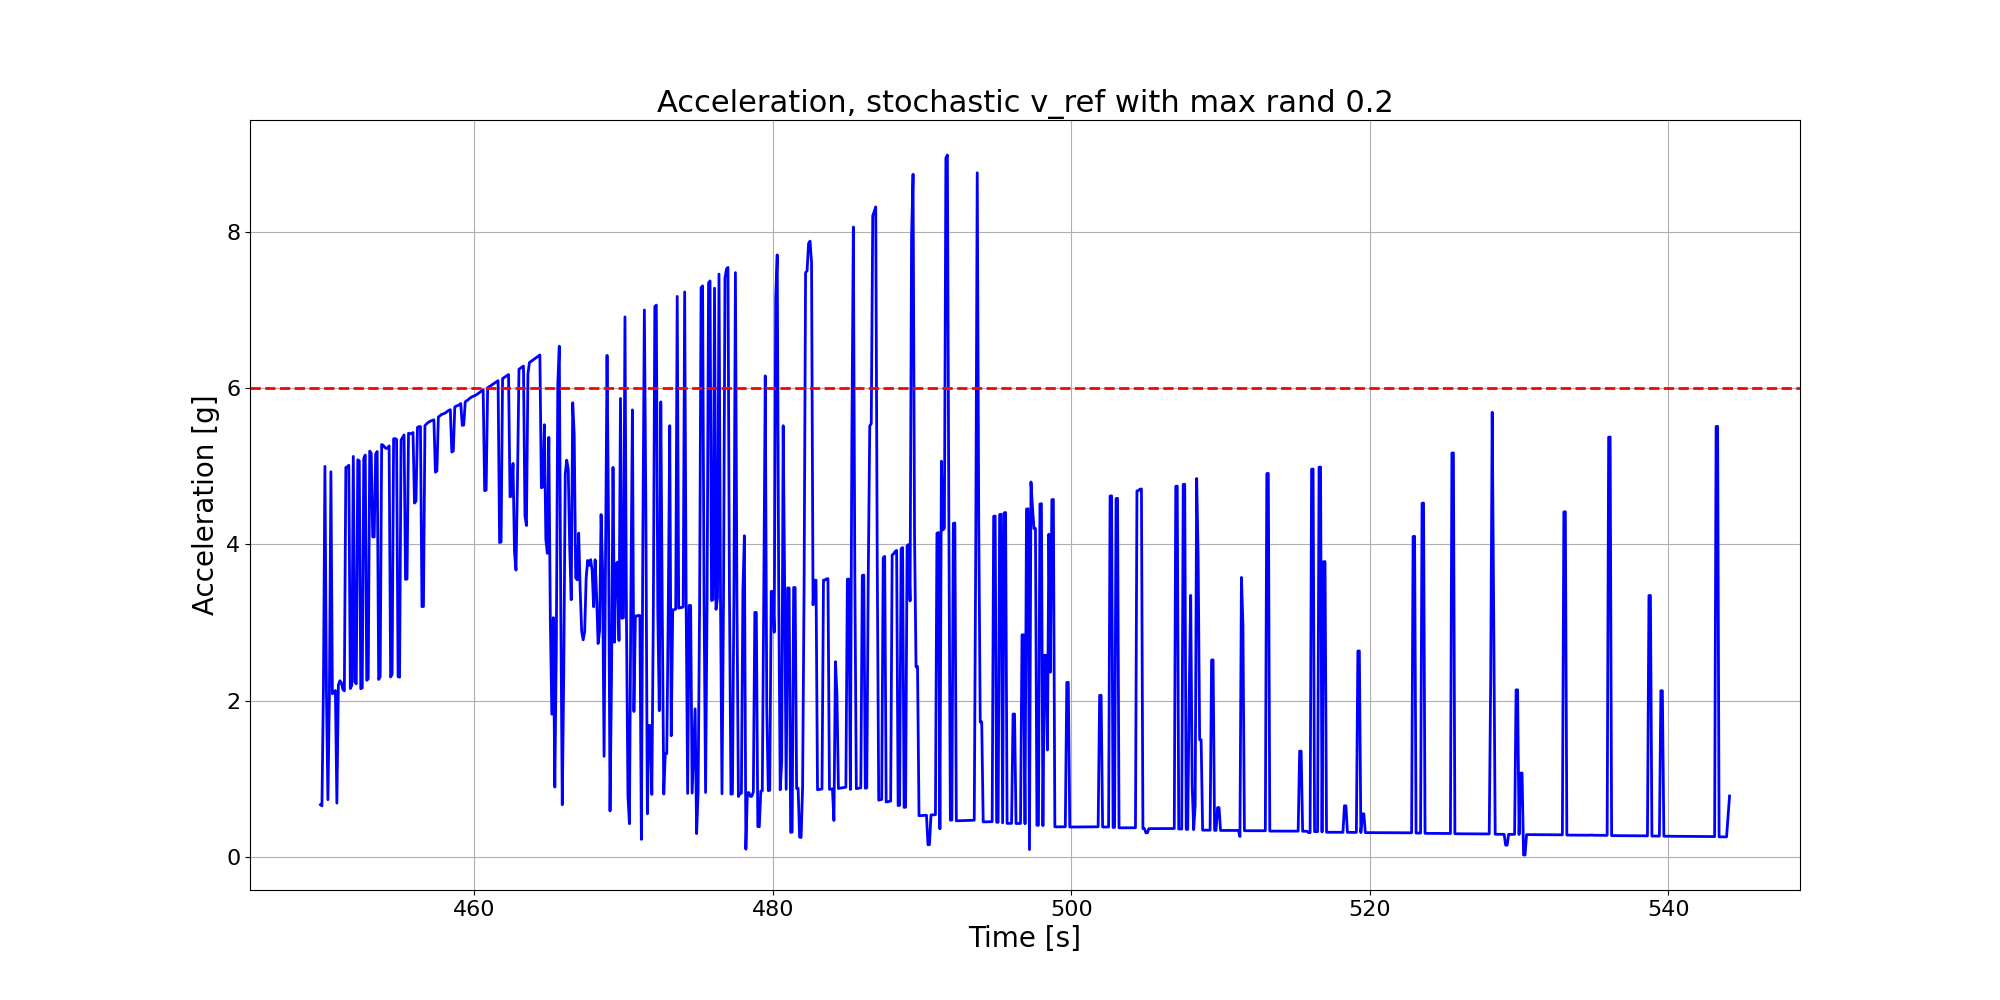 Acceleration, stochastic v_ref with max rand 0.2
Acceleration [g]
8
6
4
2
0
460 480 500 520 540
Time [s]